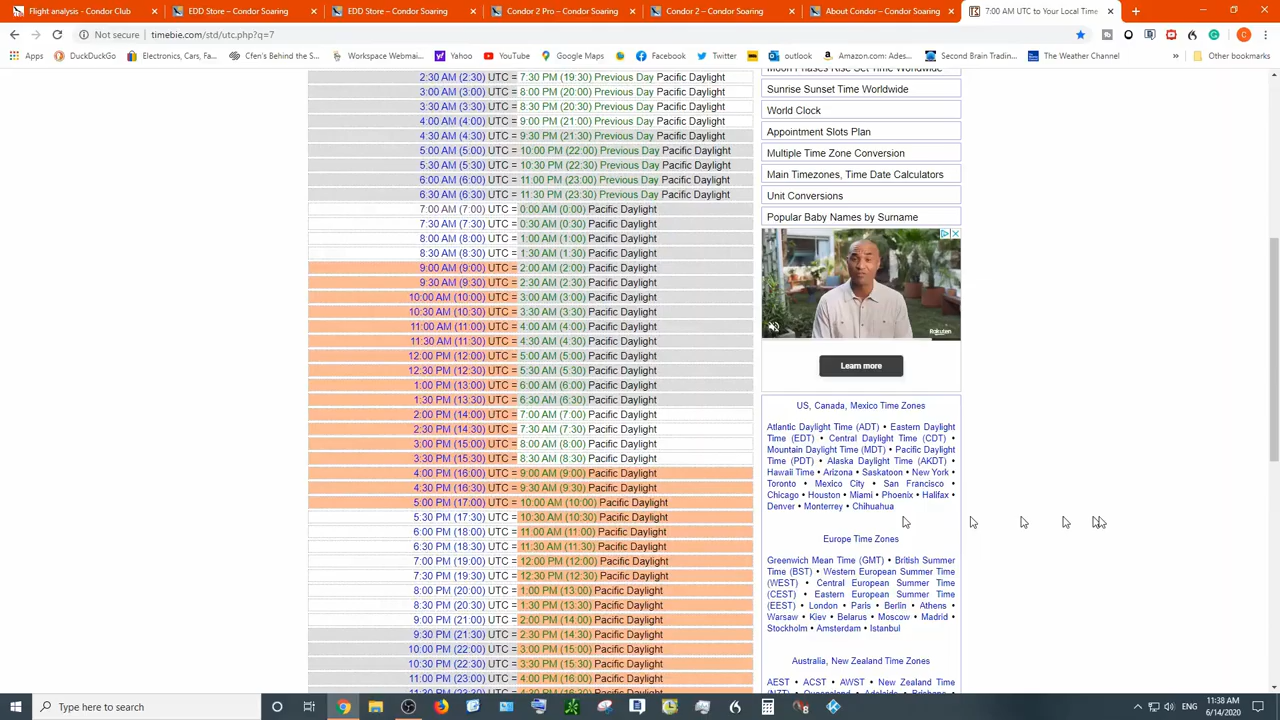 Flight analysis – Condor Club
EDD Store – Condor Soaring
EDD Store – Condor Soaring
Condor 2 Pro – Condor Soaring
Condor 2 – Condor Soaring
About Condor – Condor Soaring
7:00 AM UTC to Your Local Time
Not secure | timebie.com/std/utc.php?q=7
Apps
DuckDuckGo
Electronics, Cars, Fa...
Cfen's Behind the S...
Workspace Webmai...
Yahoo
YouTube
Google Maps
Facebook
Twitter
outlook
Amazon.com: Ades...
Second Brain Tradin...
The Weather Channel
»
Other bookmarks
2:30 AM (2:30) UTC = 7:30 PM (19:30) Previous Day Pacific Daylight
3:00 AM (3:00) UTC = 8:00 PM (20:00) Previous Day Pacific Daylight
3:30 AM (3:30) UTC = 8:30 PM (20:30) Previous Day Pacific Daylight
4:00 AM (4:00) UTC = 9:00 PM (21:00) Previous Day Pacific Daylight
4:30 AM (4:30) UTC = 9:30 PM (21:30) Previous Day Pacific Daylight
5:00 AM (5:00) UTC = 10:00 PM (22:00) Previous Day Pacific Daylight
5:30 AM (5:30) UTC = 10:30 PM (22:30) Previous Day Pacific Daylight
6:00 AM (6:00) UTC = 11:00 PM (23:00) Previous Day Pacific Daylight
6:30 AM (6:30) UTC = 11:30 PM (23:30) Previous Day Pacific Daylight
7:00 AM (7:00) UTC = 0:00 AM (0:00) Pacific Daylight
7:30 AM (7:30) UTC = 0:30 AM (0:30) Pacific Daylight
8:00 AM (8:00) UTC = 1:00 AM (1:00) Pacific Daylight
8:30 AM (8:30) UTC = 1:30 AM (1:30) Pacific Daylight
9:00 AM (9:00) UTC = 2:00 AM (2:00) Pacific Daylight
9:30 AM (9:30) UTC = 2:30 AM (2:30) Pacific Daylight
10:00 AM (10:00) UTC = 3:00 AM (3:00) Pacific Daylight
10:30 AM (10:30) UTC = 3:30 AM (3:30) Pacific Daylight
11:00 AM (11:00) UTC = 4:00 AM (4:00) Pacific Daylight
11:30 AM (11:30) UTC = 4:30 AM (4:30) Pacific Daylight
12:00 PM (12:00) UTC = 5:00 AM (5:00) Pacific Daylight
12:30 PM (12:30) UTC = 5:30 AM (5:30) Pacific Daylight
1:00 PM (13:00) UTC = 6:00 AM (6:00) Pacific Daylight
1:30 PM (13:30) UTC = 6:30 AM (6:30) Pacific Daylight
2:00 PM (14:00) UTC = 7:00 AM (7:00) Pacific Daylight
2:30 PM (14:30) UTC = 7:30 AM (7:30) Pacific Daylight
3:00 PM (15:00) UTC = 8:00 AM (8:00) Pacific Daylight
3:30 PM (15:30) UTC = 8:30 AM (8:30) Pacific Daylight
4:00 PM (16:00) UTC = 9:00 AM (9:00) Pacific Daylight
4:30 PM (16:30) UTC = 9:30 AM (9:30) Pacific Daylight
5:00 PM (17:00) UTC = 10:00 AM (10:00) Pacific Daylight
5:30 PM (17:30) UTC = 10:30 AM (10:30) Pacific Daylight
6:00 PM (18:00) UTC = 11:00 AM (11:00) Pacific Daylight
6:30 PM (18:30) UTC = 11:30 AM (11:30) Pacific Daylight
7:00 PM (19:00) UTC = 12:00 PM (12:00) Pacific Daylight
7:30 PM (19:30) UTC = 12:30 PM (12:30) Pacific Daylight
8:00 PM (20:00) UTC = 1:00 PM (13:00) Pacific Daylight
8:30 PM (20:30) UTC = 1:30 PM (13:30) Pacific Daylight
9:00 PM (21:00) UTC = 2:00 PM (14:00) Pacific Daylight
9:30 PM (21:30) UTC = 2:30 PM (14:30) Pacific Daylight
10:00 PM (22:00) UTC = 3:00 PM (15:00) Pacific Daylight
10:30 PM (22:30) UTC = 3:30 PM (15:30) Pacific Daylight
11:00 PM (23:00) UTC = 4:00 PM (16:00) Pacific Daylight
11:30 PM (23:30) UTC = 4:30 PM (16:30) Pacific Daylight
Moon Phases Rise Set Time Worldwide
Sunrise Sunset Time Worldwide
World Clock
Appointment Slots Plan
Multiple Time Zone Conversion
Main Timezones, Time Date Calculators
Unit Conversions
Popular Baby Names by Surname
Rakuten
Learn more
US, Canada, Mexico Time Zones
Atlantic Daylight Time (ADT) • Eastern Daylight
Time (EDT) • Central Daylight Time (CDT) •
Mountain Daylight Time (MDT) • Pacific Daylight
Time (PDT) • Alaska Daylight Time (AKDT) •
Hawaii Time • Arizona • Saskatoon • New York •
Toronto • Mexico City • San Francisco •
Chicago • Houston • Miami • Phoenix • Halifax •
Denver • Monterrey • Chihuahua
Europe Time Zones
Greenwich Mean Time (GMT) • British Summer
Time (BST) • Western European Summer Time
(WEST) • Central European Summer Time
(CEST) • Eastern European Summer Time
(EEST) • London • Paris • Berlin • Athens •
Warsaw • Kiev • Belarus • Moscow • Madrid •
Stockholm • Amsterdam • Istanbul
Australia, New Zealand Time Zones
AEST • ACST • AWST • New Zealand Time
(NZT) • Queensland • Adelaide • Brisbane •
Type here to search
ENG
11:38 AM
6/14/2020